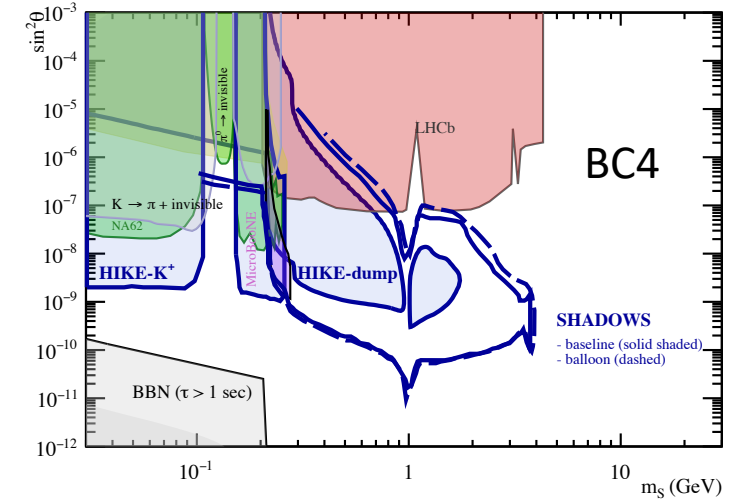 sin²θ
10⁻³
10⁻⁴
10⁻⁵
10⁻⁶
10⁻⁷
10⁻⁸
10⁻⁹
10⁻¹⁰
10⁻¹¹
10⁻¹²
π⁰ → invisible
LHCb
BC4
K → π + invisible
NA62
MicroBooNE
HIKE-K⁺
HIKE-dump
SHADOWS
- baseline (solid shaded)
- balloon (dashed)
BBN (τ > 1 sec)
10⁻¹
1
10
mS (GeV)